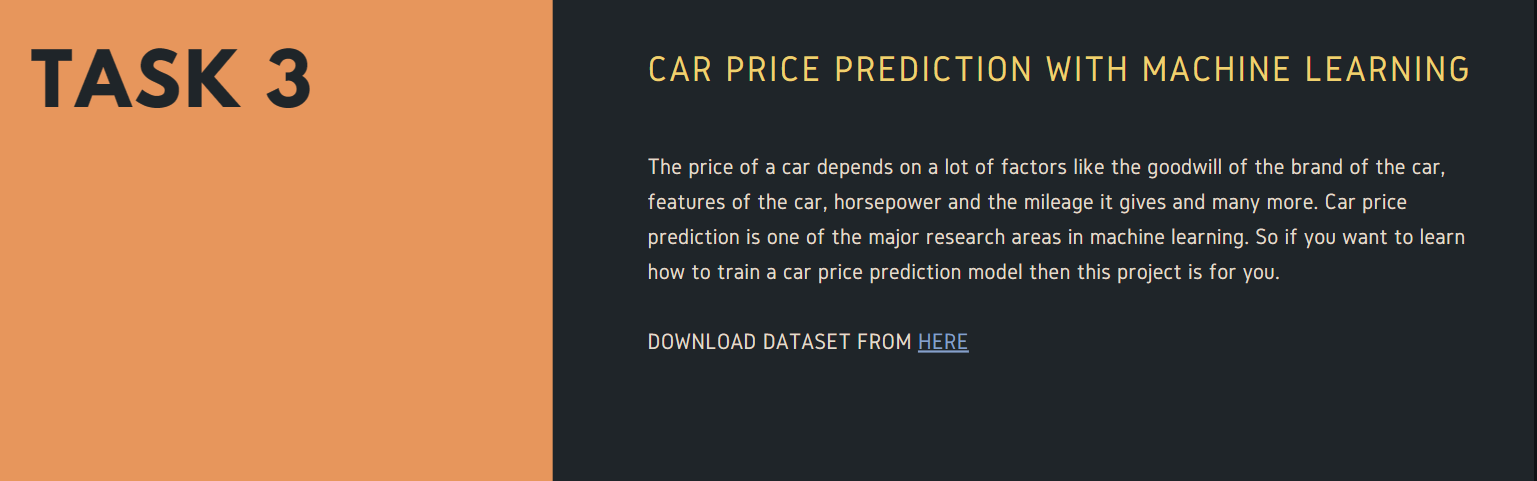 TASK 3
CAR PRICE PREDICTION WITH MACHINE LEARNING
The price of a car depends on a lot of factors like the goodwill of the brand of the car,
features of the car, horsepower and the mileage it gives and many more. Car price
prediction is one of the major research areas in machine learning. So if you want to learn
how to train a car price prediction model then this project is for you.
DOWNLOAD DATASET FROM HERE